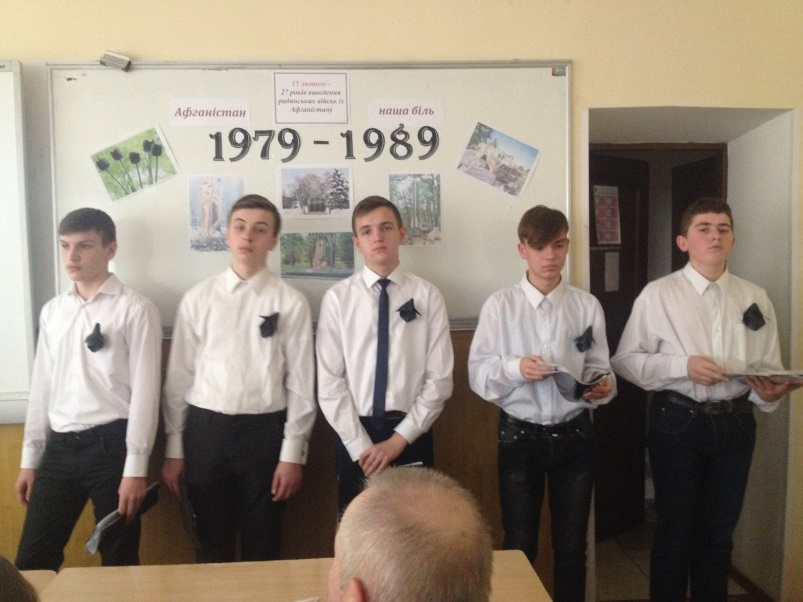 15 лютого -
27 років виведення
радянських військ із
Афганістану
Афганістан
наша біль
1979 - 1989